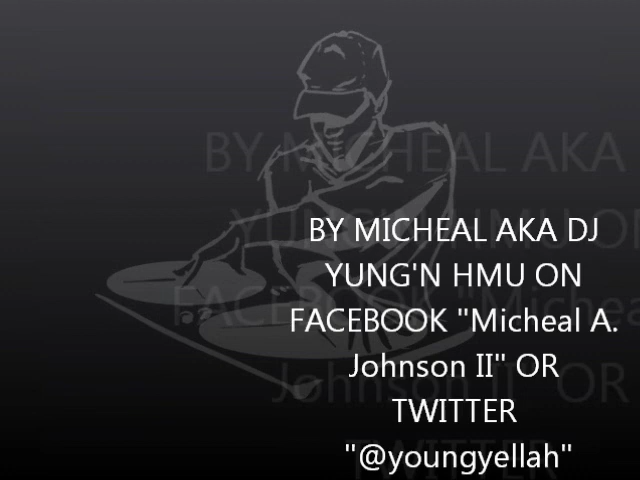 BY MICHEAL AKA DJ
YUNG'N HMU ON
FACEBOOK "Micheal A.
Johnson II" OR
TWITTER
"@youngyellah"